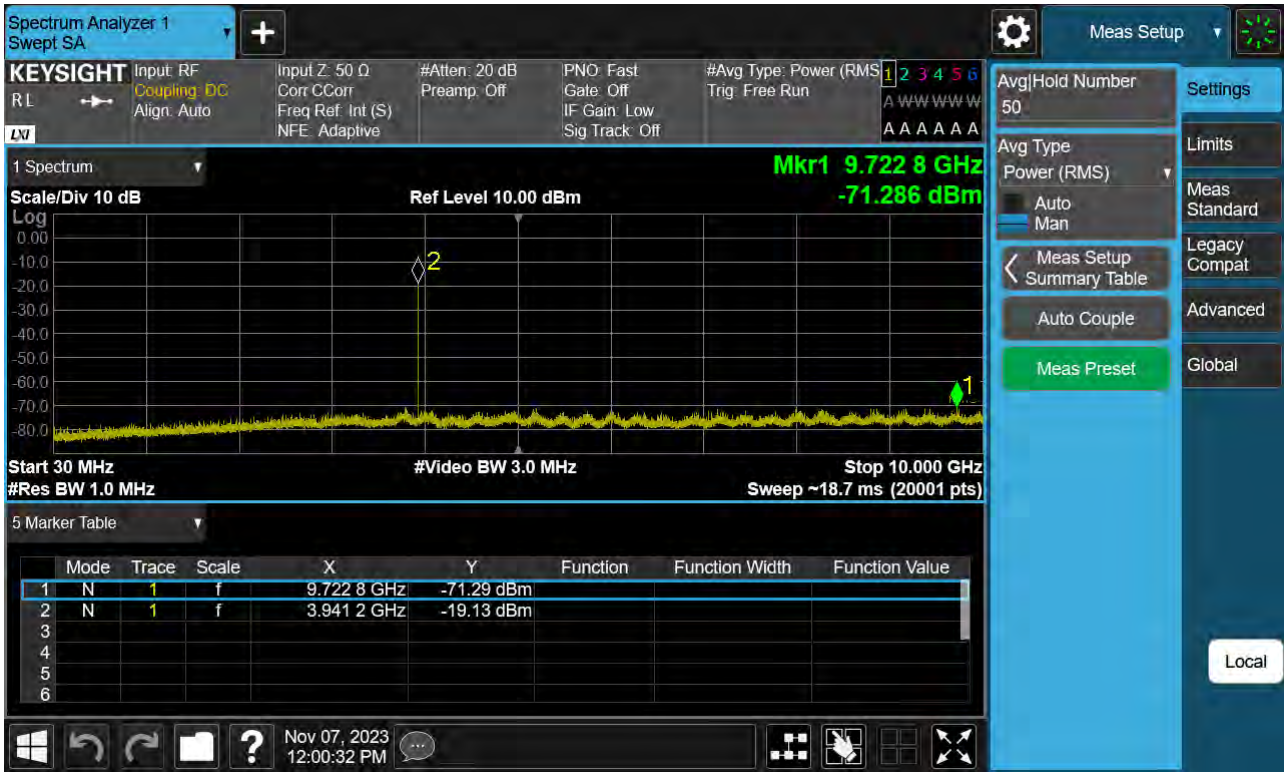 Spectrum Analyzer 1
Swept SA
Meas Setup
KEYSIGHT
RL
LXI
Input: RF
Coupling: DC
Align: Auto
Input Z: 50 Ω
Corr CCorr
Freq Ref: Int (S)
NFE: Adaptive
#Atten: 20 dB
Preamp: Off
PNO: Fast
Gate: Off
IF Gain: Low
Sig Track: Off
#Avg Type: Power (RMS
Trig: Free Run
1 2 3 4 5 6
A W W W W W
A A A A A A
1 Spectrum
Mkr1 9.722 8 GHz
-71.286 dBm
Scale/Div 10 dB
Ref Level 10.00 dBm
Log
0.00
-10.0
-20.0
-30.0
-40.0
-50.0
-60.0
-70.0
-80.0
2
1
Start 30 MHz
#Video BW 3.0 MHz
Stop 10.000 GHz
#Res BW 1.0 MHz
Sweep ~18.7 ms (20001 pts)
5 Marker Table
Mode Trace Scale X Y Function Function Width Function Value
1 N 1 f 9.722 8 GHz -71.29 dBm
2 N 1 f 3.941 2 GHz -19.13 dBm
3
4
5
6
Avg|Hold Number
50
Avg Type
Power (RMS)
Auto
Man
Meas Setup
Summary Table
Auto Couple
Meas Preset
Settings
Limits
Meas
Standard
Legacy
Compat
Advanced
Global
Local
?
Nov 07, 2023
12:00:32 PM